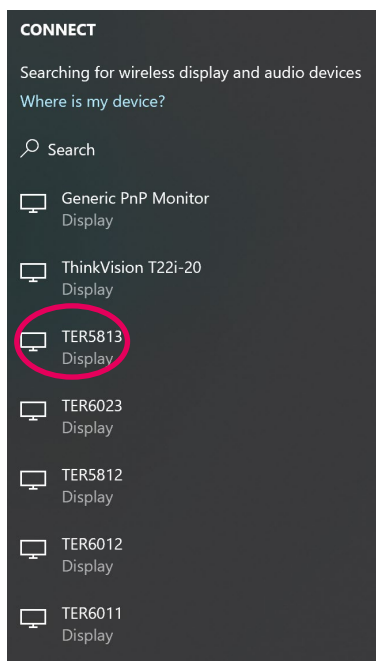 CONNECT
Searching for wireless display and audio devices
Where is my device?
Search
Generic PnP Monitor
Display
ThinkVision T22i-20
Display
TER5813
Display
TER6023
Display
TER5812
Display
TER6012
Display
TER6011
Display